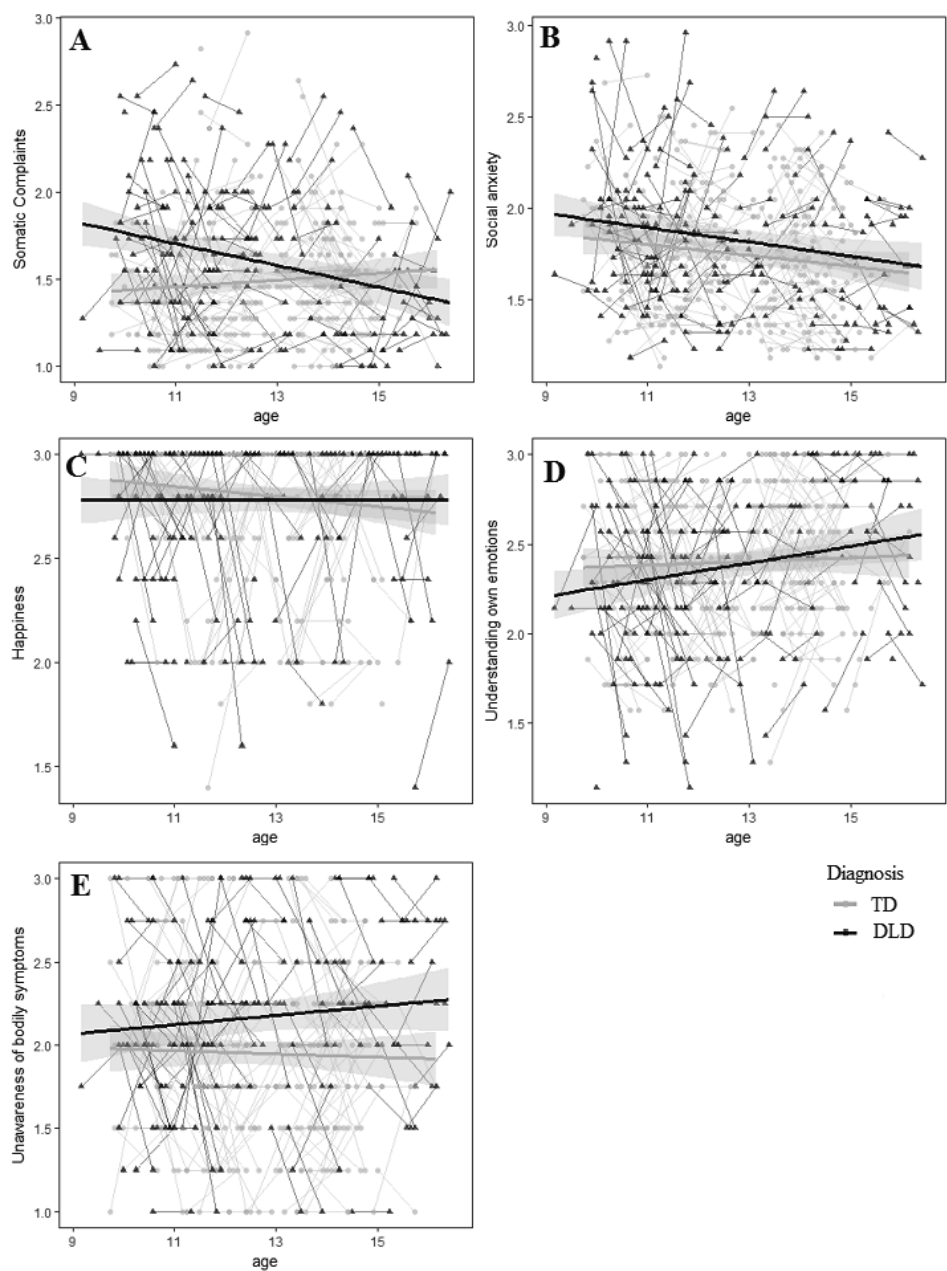 A
Somatic Complaints
3.0
2.5
2.0
1.5
1.0
9
11
13
15
age
B
Social anxiety
3.0
2.5
2.0
1.5
9
11
13
15
age
C
Happiness
3.0
2.5
2.0
1.5
9
11
13
15
age
D
Understanding own emotions
3.0
2.5
2.0
1.5
9
11
13
15
age
E
Unawareness of bodily symptoms
3.0
2.5
2.0
1.5
1.0
9
11
13
15
age
Diagnosis
TD
DLD